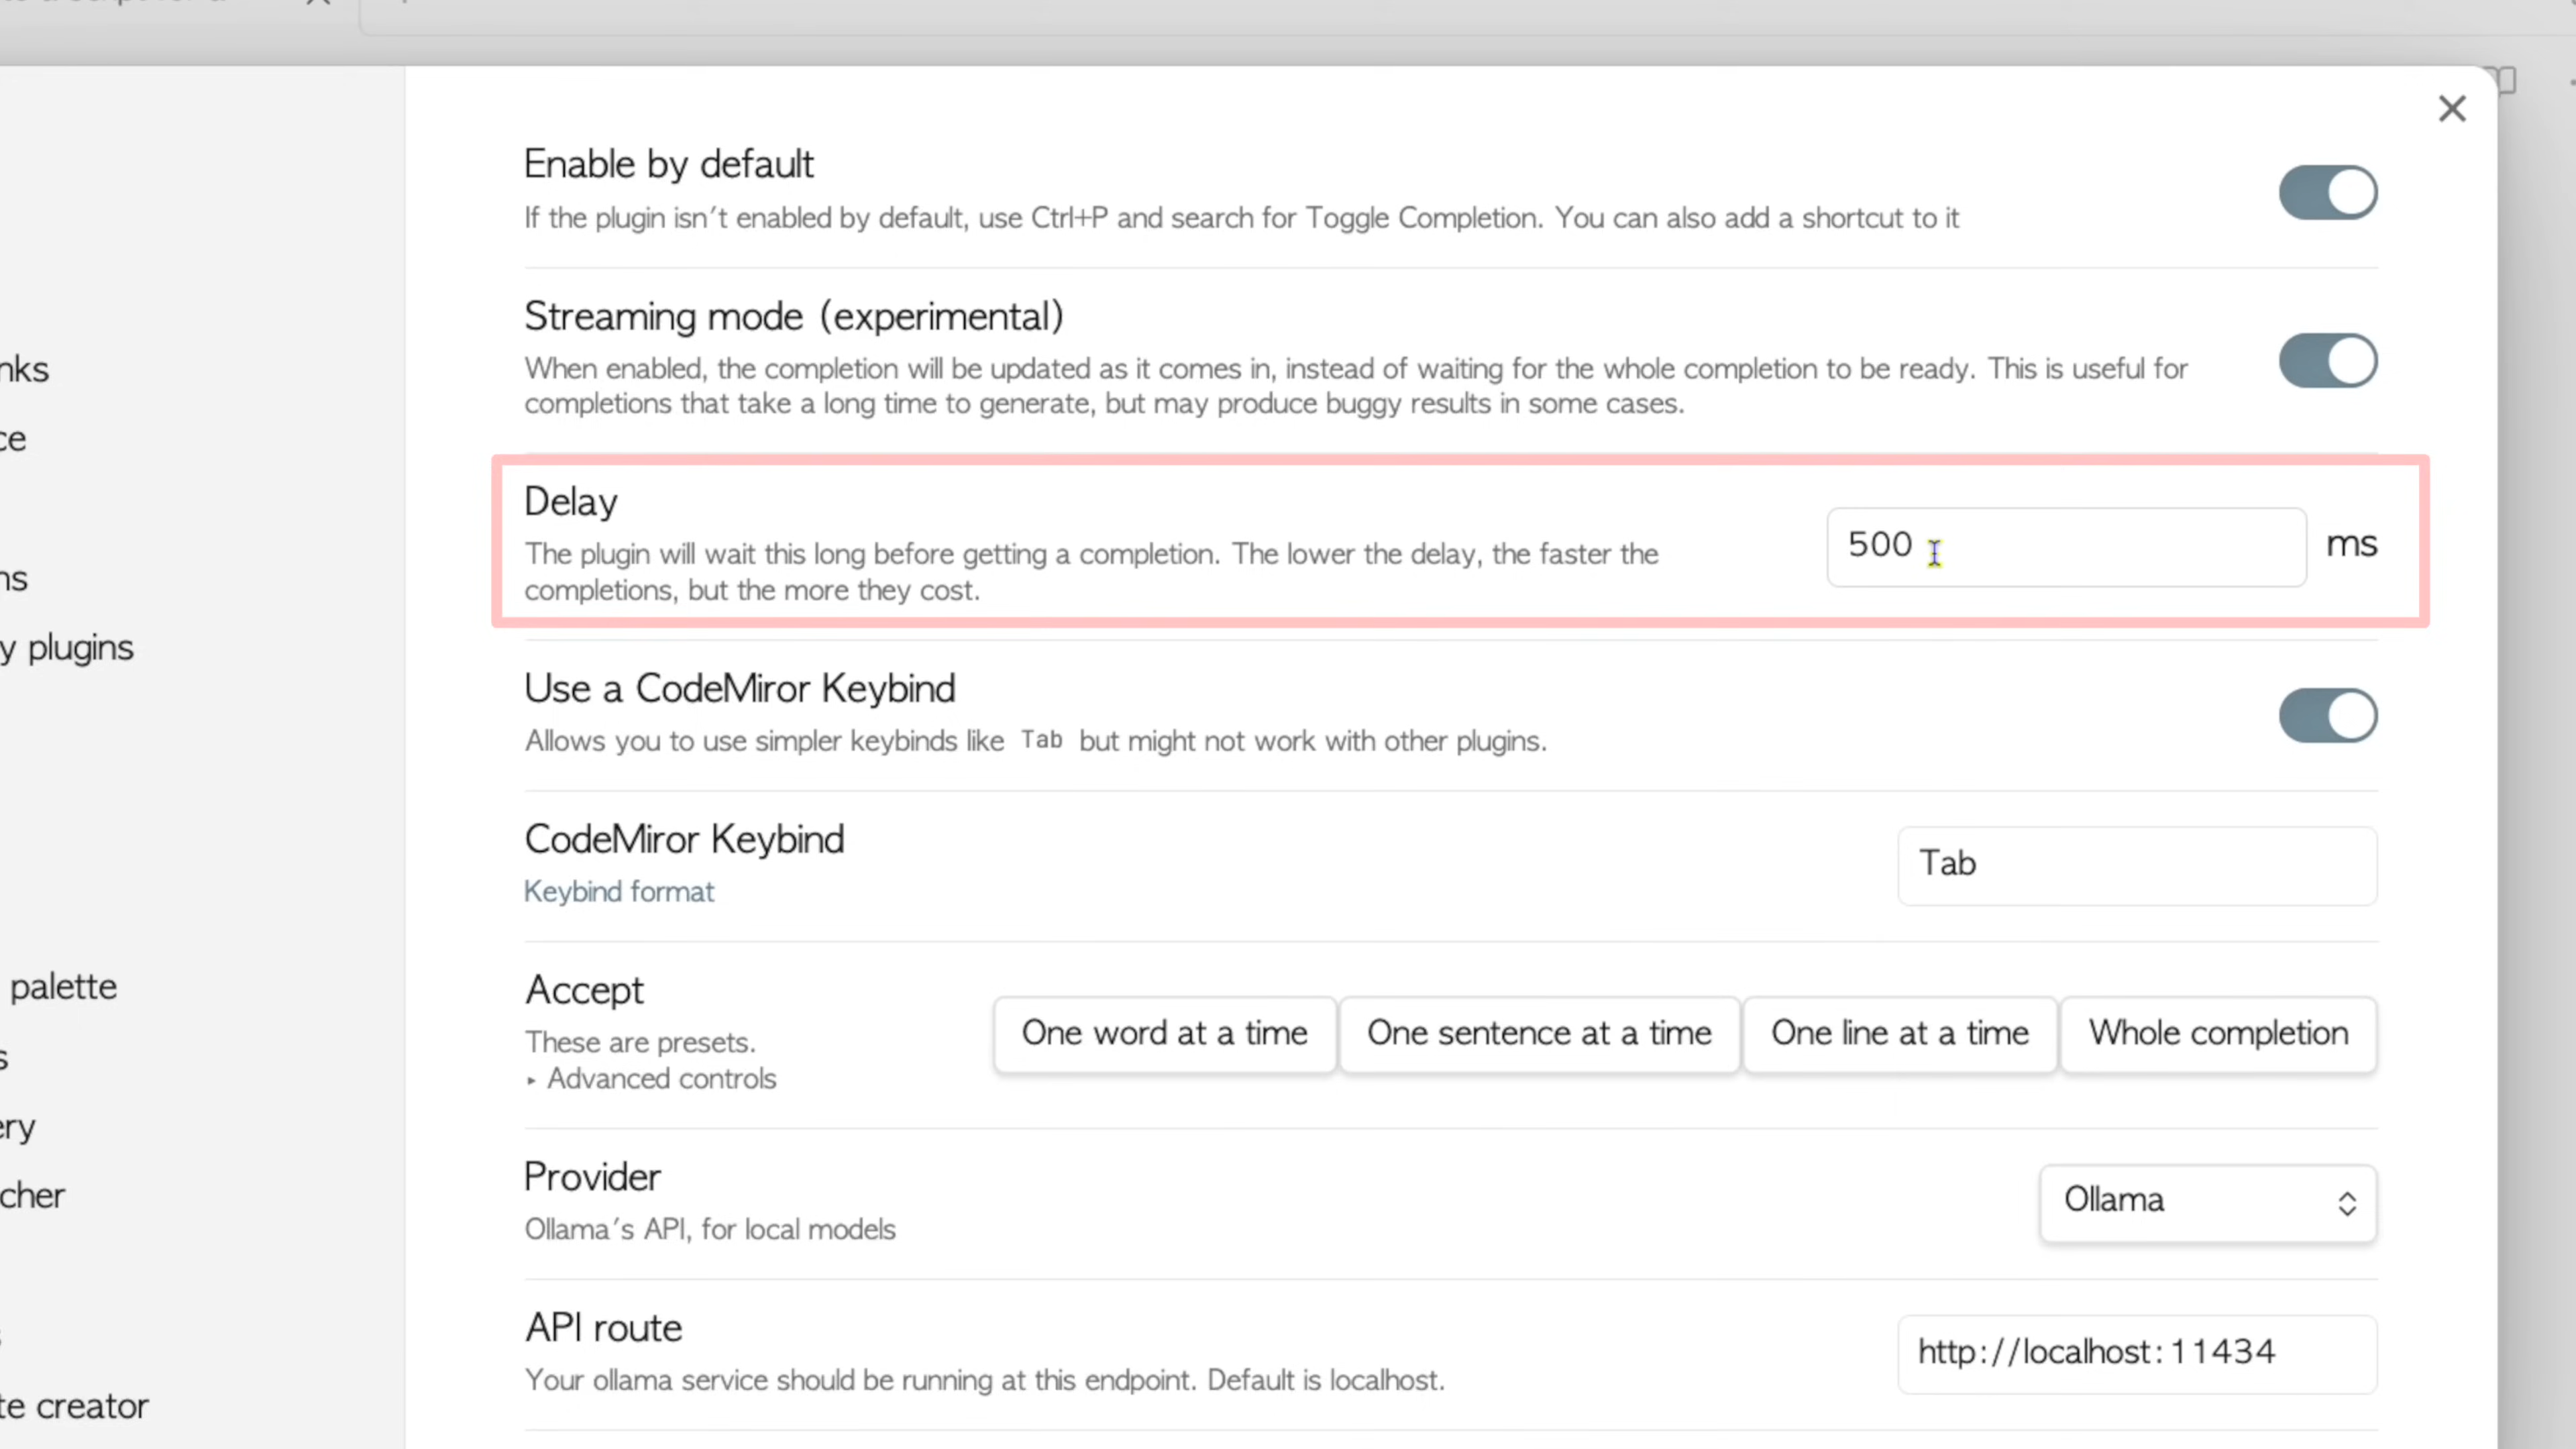 Enable by default
If the plugin isn't enabled by default, use Ctrl+P and search for Toggle Completion. You can also add a shortcut to it
Streaming mode (experimental)
When enabled, the completion will be updated as it comes in, instead of waiting for the whole completion to be ready. This is useful for
completions that take a long time to generate, but may produce buggy results in some cases.
Delay
The plugin will wait this long before getting a completion. The lower the delay, the faster the
completions, but the more they cost.
500 ms
Use a CodeMiror Keybind
Allows you to use simpler keybinds like Tab but might not work with other plugins.
CodeMiror Keybind
Keybind format
Tab
Accept
These are presets.
▸ Advanced controls
One word at a time One sentence at a time One line at a time Whole completion
Provider
Ollama's API, for local models
Ollama
API route
Your ollama service should be running at this endpoint. Default is localhost.
http://localhost:11434
nks
ce
ns
y plugins
palette
s
ery
cher
te creator